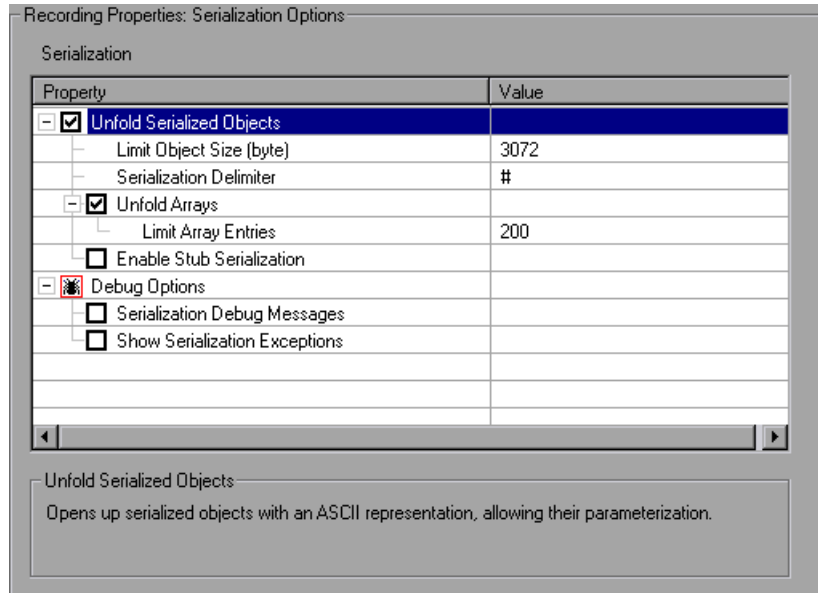 Recording Properties: Serialization Options
Serialization
Property Value
Unfold Serialized Objects
Limit Object Size (byte) 3072
Serialization Delimiter #
Unfold Arrays
Limit Array Entries 200
Enable Stub Serialization
Debug Options
Serialization Debug Messages
Show Serialization Exceptions
Unfold Serialized Objects
Opens up serialized objects with an ASCII representation, allowing their parameterization.